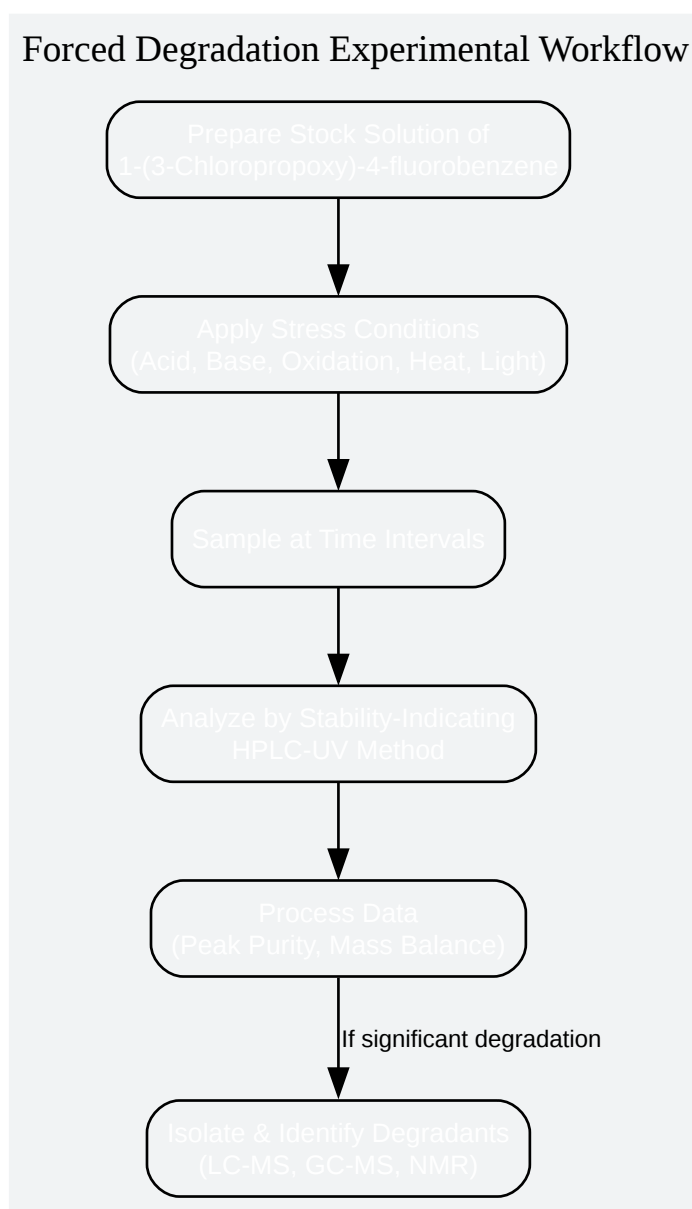 Forced Degradation Experimental Workflow
Prepare Stock Solution of
1-(3-Chloropropoxy)-4-fluorobenzene
Apply Stress Conditions
(Acid, Base, Oxidation, Heat, Light)
Sample at Time Intervals
Analyze by Stability-Indicating
HPLC-UV Method
Process Data
(Peak Purity, Mass Balance)
If significant degradation
Isolate & Identify Degradants
(LC-MS, GC-MS, NMR)